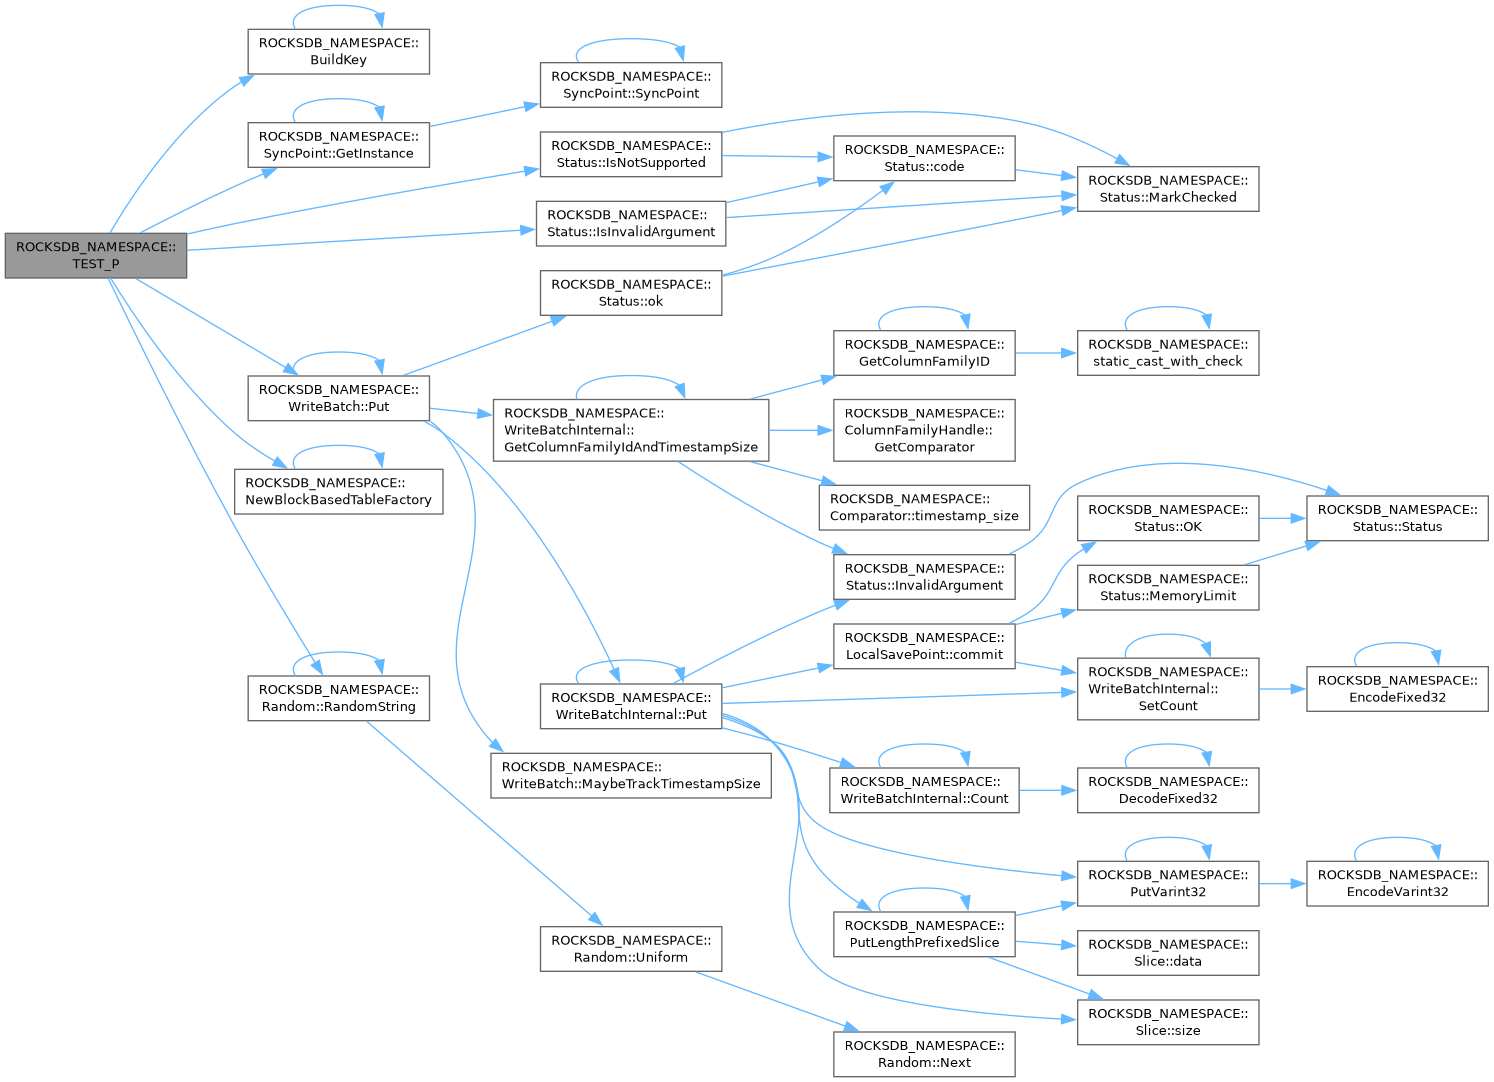 ROCKSDB_NAMESPACE::
TEST_P
ROCKSDB_NAMESPACE::
BuildKey
ROCKSDB_NAMESPACE::
SyncPoint::GetInstance
ROCKSDB_NAMESPACE::
SyncPoint::SyncPoint
ROCKSDB_NAMESPACE::
Status::IsNotSupported
ROCKSDB_NAMESPACE::
Status::code
ROCKSDB_NAMESPACE::
Status::MarkChecked
ROCKSDB_NAMESPACE::
Status::IsInvalidArgument
ROCKSDB_NAMESPACE::
Status::ok
ROCKSDB_NAMESPACE::
WriteBatch::Put
ROCKSDB_NAMESPACE::
WriteBatchInternal::
GetColumnFamilyIdAndTimestampSize
ROCKSDB_NAMESPACE::
GetColumnFamilyID
ROCKSDB_NAMESPACE::
static_cast_with_check
ROCKSDB_NAMESPACE::
ColumnFamilyHandle::
GetComparator
ROCKSDB_NAMESPACE::
Comparator::timestamp_size
ROCKSDB_NAMESPACE::
Status::InvalidArgument
ROCKSDB_NAMESPACE::
Status::OK
ROCKSDB_NAMESPACE::
Status::Status
ROCKSDB_NAMESPACE::
Status::MemoryLimit
ROCKSDB_NAMESPACE::
NewBlockBasedTableFactory
ROCKSDB_NAMESPACE::
LocalSavePoint::commit
ROCKSDB_NAMESPACE::
WriteBatchInternal::
SetCount
ROCKSDB_NAMESPACE::
EncodeFixed32
ROCKSDB_NAMESPACE::
Random::RandomString
ROCKSDB_NAMESPACE::
WriteBatchInternal::Put
ROCKSDB_NAMESPACE::
WriteBatch::MaybeTrackTimestampSize
ROCKSDB_NAMESPACE::
WriteBatchInternal::Count
ROCKSDB_NAMESPACE::
DecodeFixed32
ROCKSDB_NAMESPACE::
PutVarint32
ROCKSDB_NAMESPACE::
EncodeVarint32
ROCKSDB_NAMESPACE::
PutLengthPrefixedSlice
ROCKSDB_NAMESPACE::
Slice::data
ROCKSDB_NAMESPACE::
Slice::size
ROCKSDB_NAMESPACE::
Random::Uniform
ROCKSDB_NAMESPACE::
Random::Next